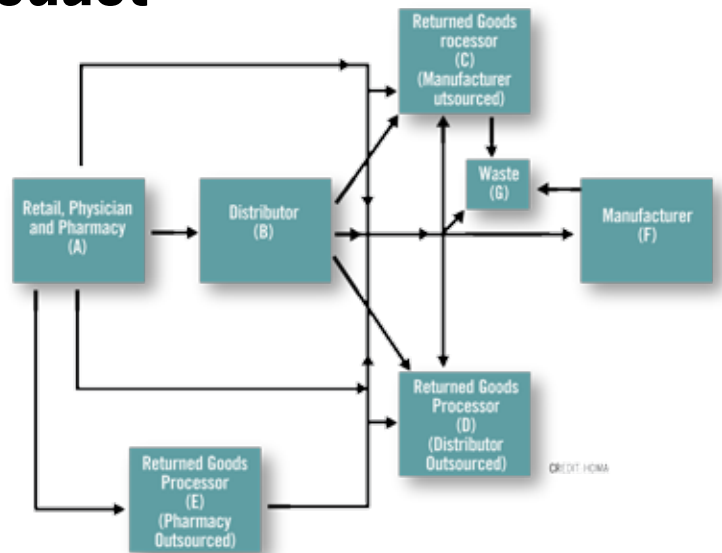 Returned Goods
rocessor
(C)
(Manufacturer
utsourced)
Waste
(G)
Retail, Physician
and Pharmacy
(A)
Distributor
(B)
Manufacturer
(F)
Returned Goods
Processor
(D)
(Distributor
Outsourced)
Returned Goods
Processor
(E)
(Pharmacy
Outsourced)
CREDIT: HDMA